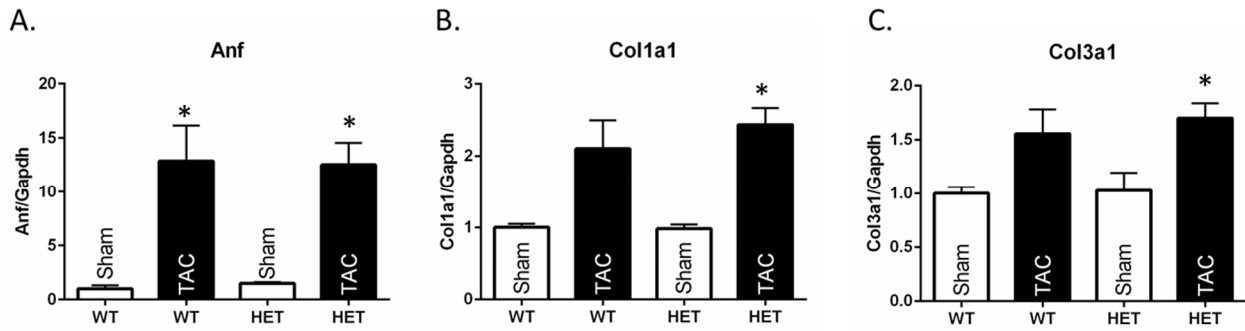 A.
Anf
Anf/Gapdh
20
15
10
5
0
*
*
Sham
TAC
Sham
TAC
WT
WT
HET
HET
B.
Col1a1
Col1a1/Gapdh
3
2
1
0
*
Sham
TAC
Sham
TAC
WT
WT
HET
HET
C.
Col3a1
Col3a1/Gapdh
2.0
1.5
1.0
0.5
0.0
*
Sham
TAC
Sham
TAC
WT
WT
HET
HET